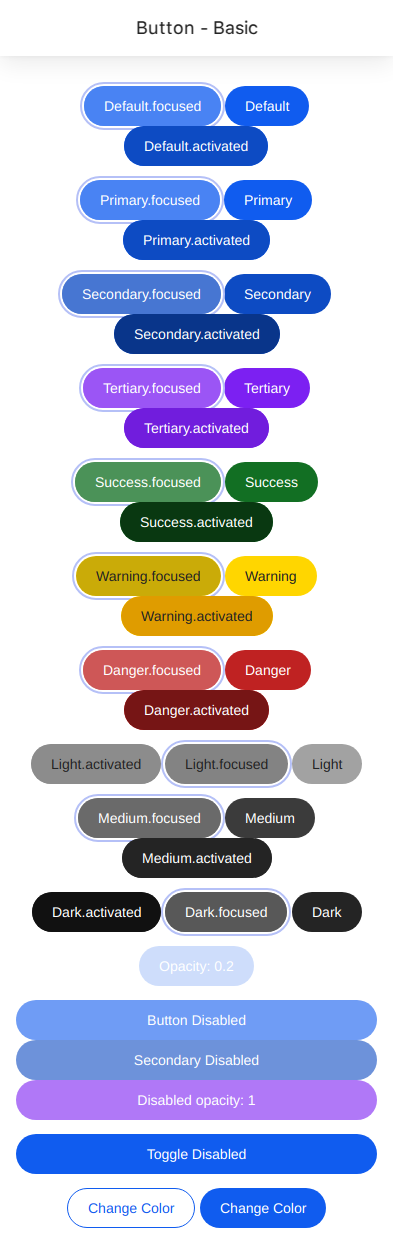 Button - Basic
Default.focused Default
Default.activated
Primary.focused Primary
Primary.activated
Secondary.focused Secondary
Secondary.activated
Tertiary.focused Tertiary
Tertiary.activated
Success.focused Success
Success.activated
Warning.focused Warning
Warning.activated
Danger.focused Danger
Danger.activated
Light.activated Light.focused Light
Medium.focused Medium
Medium.activated
Dark.activated Dark.focused Dark
Opacity: 0.2
Button Disabled
Secondary Disabled
Disabled opacity: 1
Toggle Disabled
Change Color Change Color